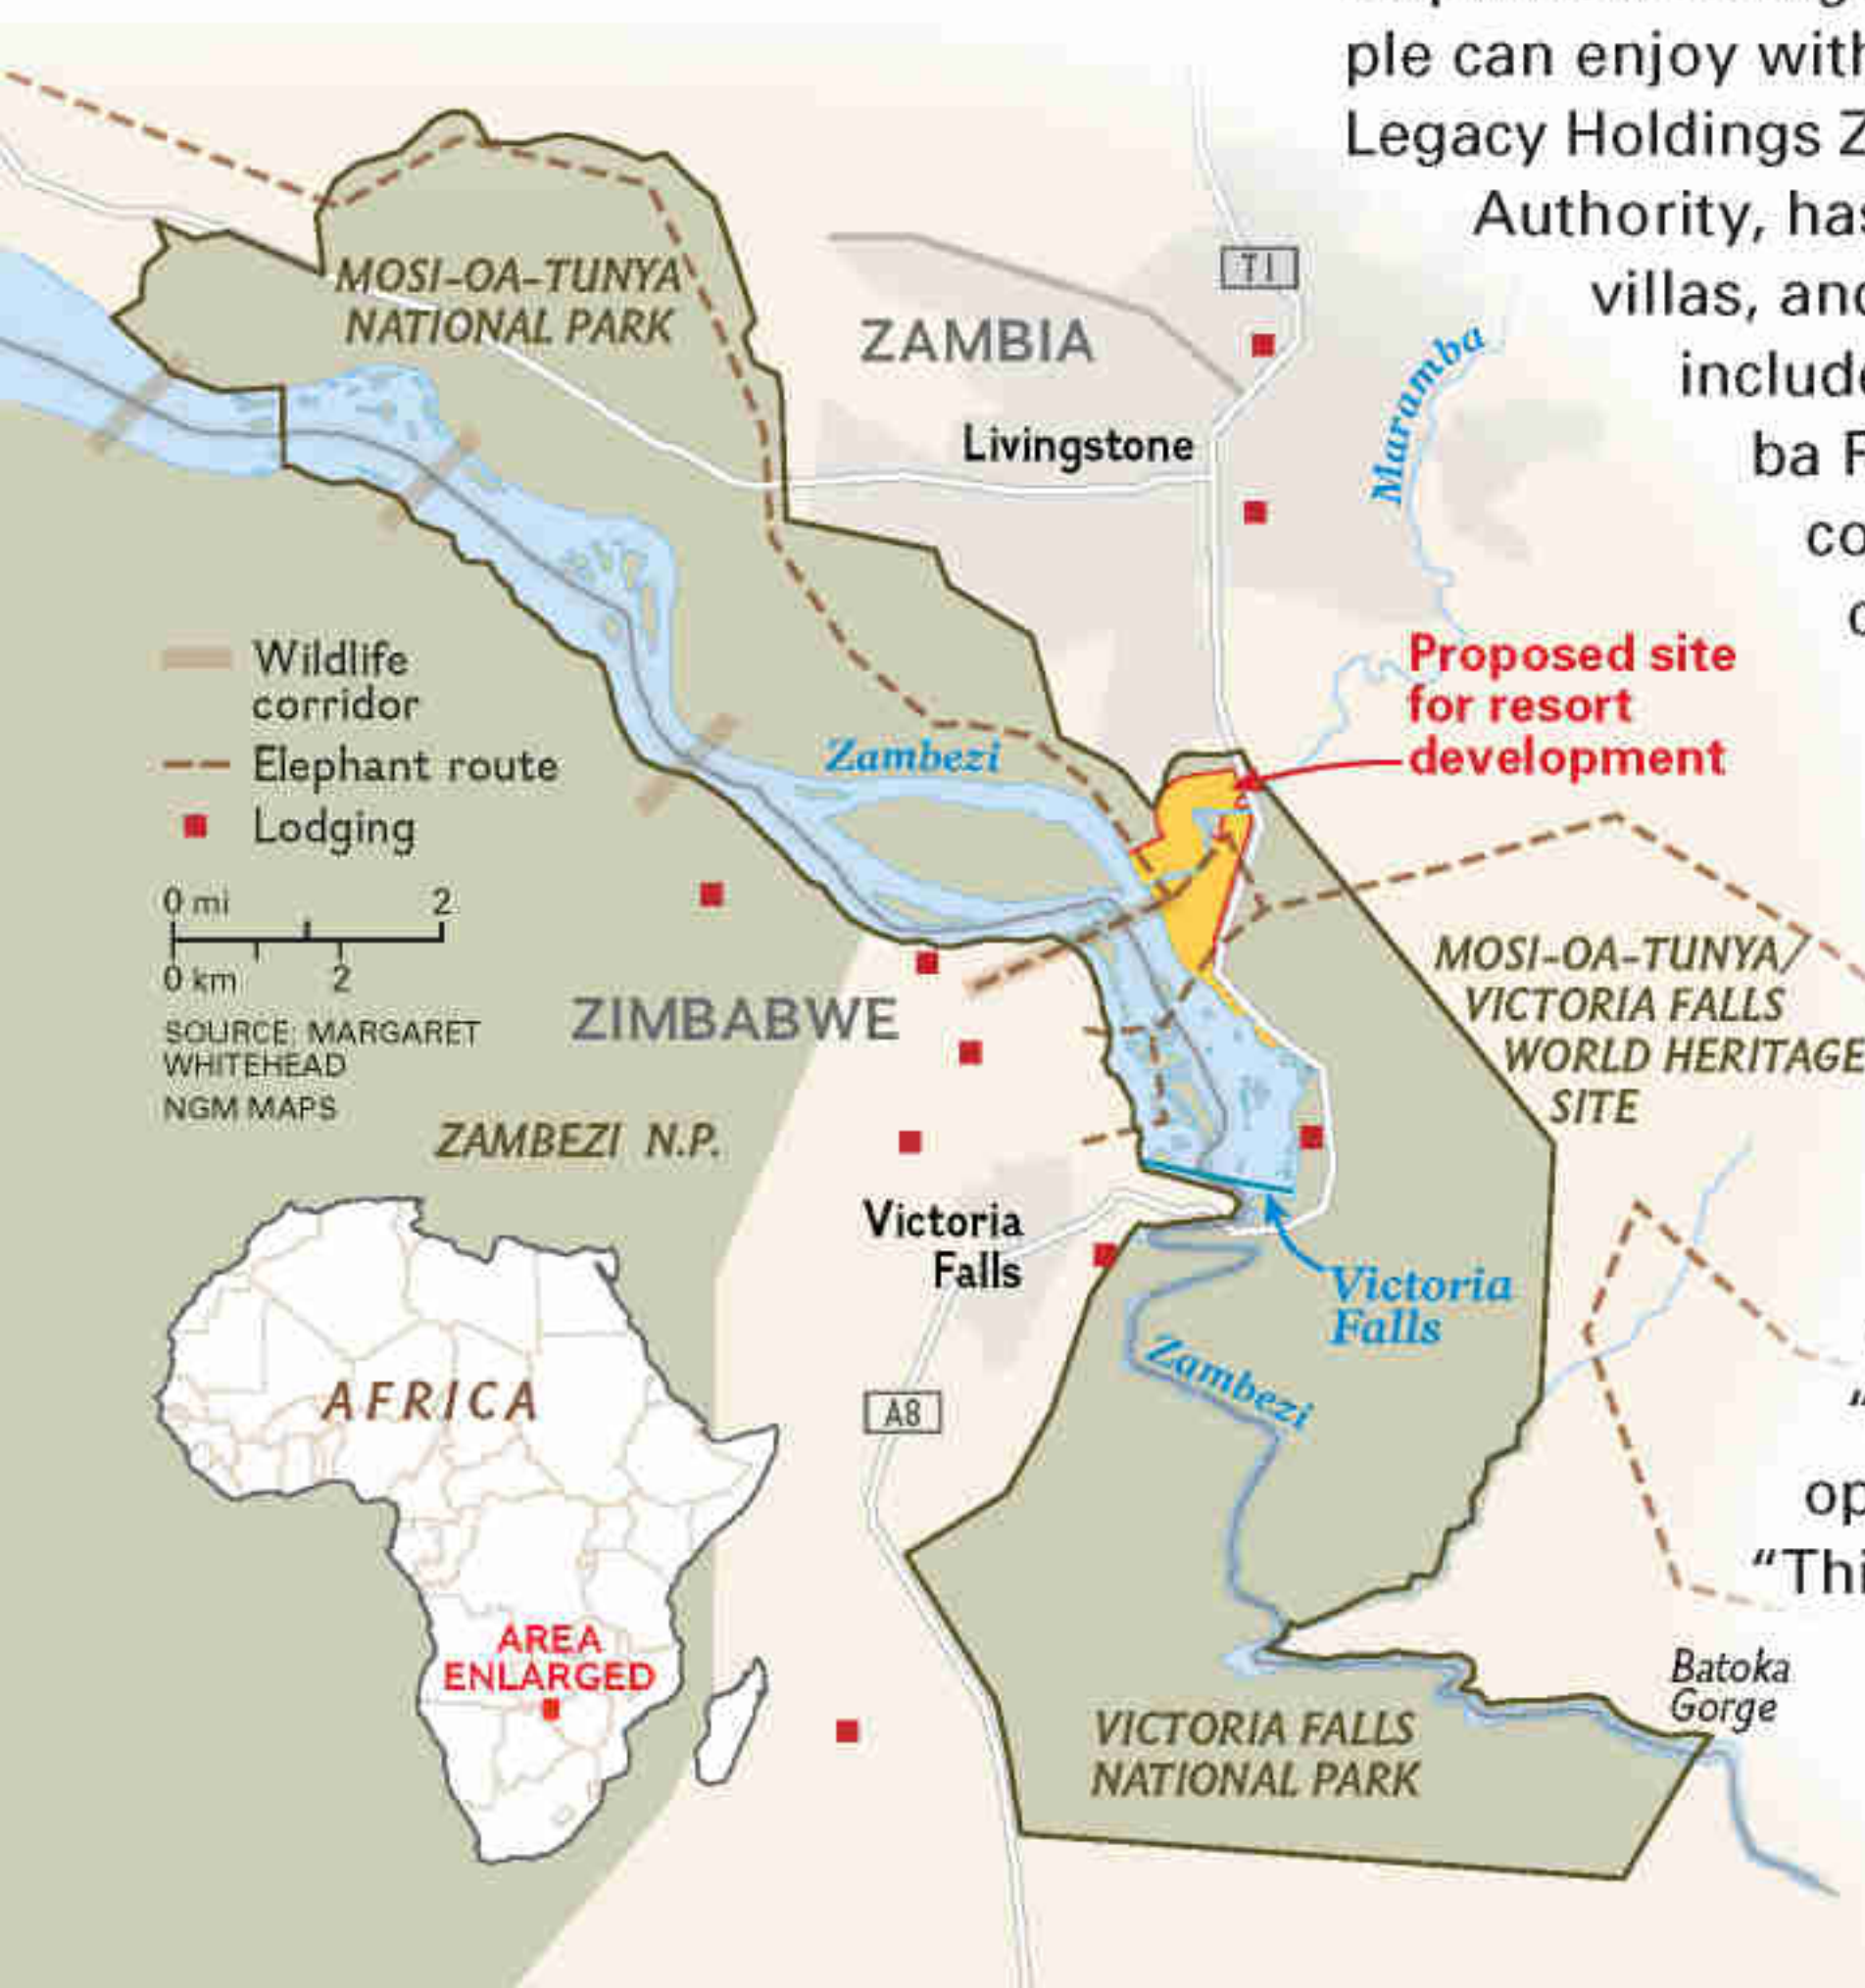 ple can enjoy with
Legacy Holdings Z
Authority, has
villas, and
include
ba
co
MOSI-OA-TUNYA
NATIONAL PARK
ZAMBIA
T1
Maramba
Livingstone
Proposed site
for resort
development
Wildlife
corridor
Elephant route
Lodging
0 mi 2
0 km 2
SOURCE: MARGARET
WHITEHEAD
NGM MAPS
Zambezi
ZIMBABWE
MOSI-OA-TUNYA/
VICTORIA FALLS
WORLD HERITAGE
SITE
ZAMBEZI N.P.
Victoria
Falls
Victoria
Falls
Zambezi
A8
AFRICA
AREA
ENLARGED
"
op
"Thi
Batoka
Gorge
VICTORIA FALLS
NATIONAL PARK